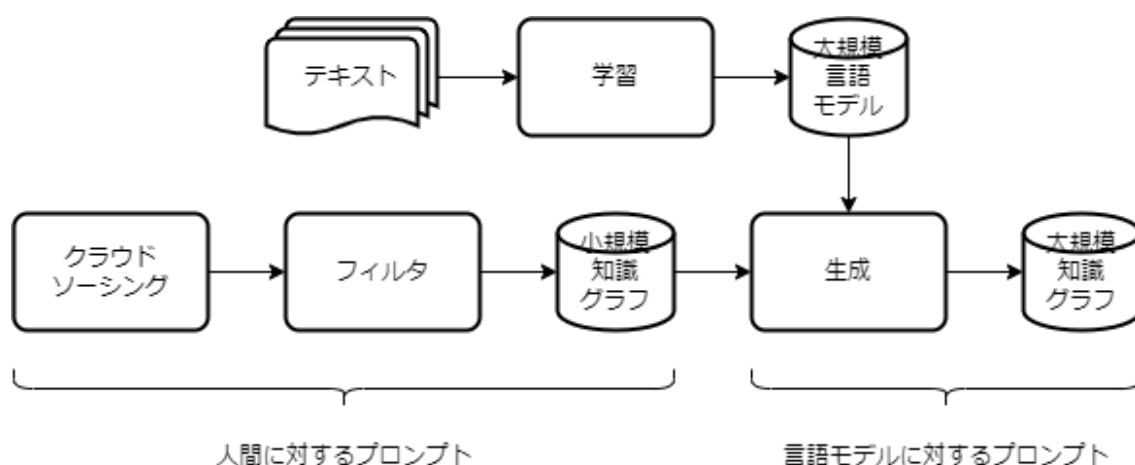 テキスト
学習
大規模
言語
モデル
クラウド
ソーシング
フィルタ
小規模
知識
グラフ
生成
大規模
知識
グラフ
人間に対するプロンプト
言語モデルに対するプロンプト